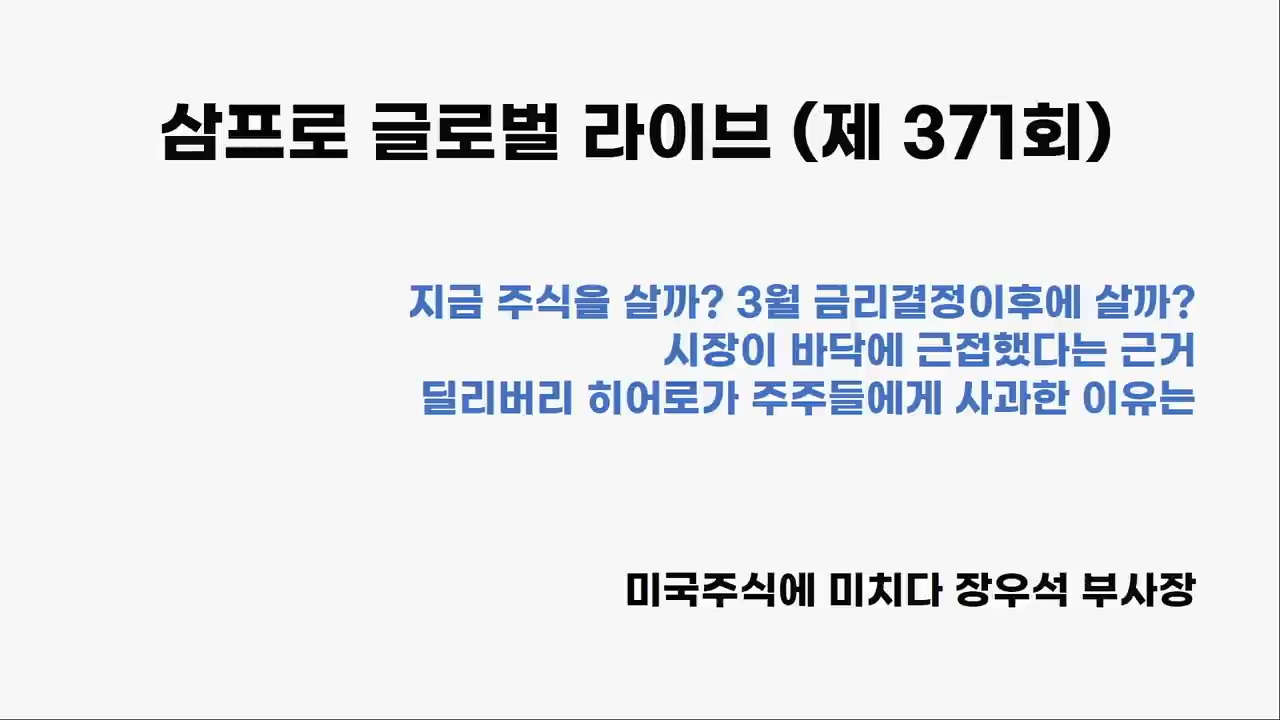 삼프로 글로벌 라이브 (제 371회)
지금 주식을 살까? 3월 금리결정이후에 살까?
시장이 바닥에 근접했다는 근거
딜리버리 히어로가 주주들에게 사과한 이유는
미국주식에 미치다 장우석 부사장